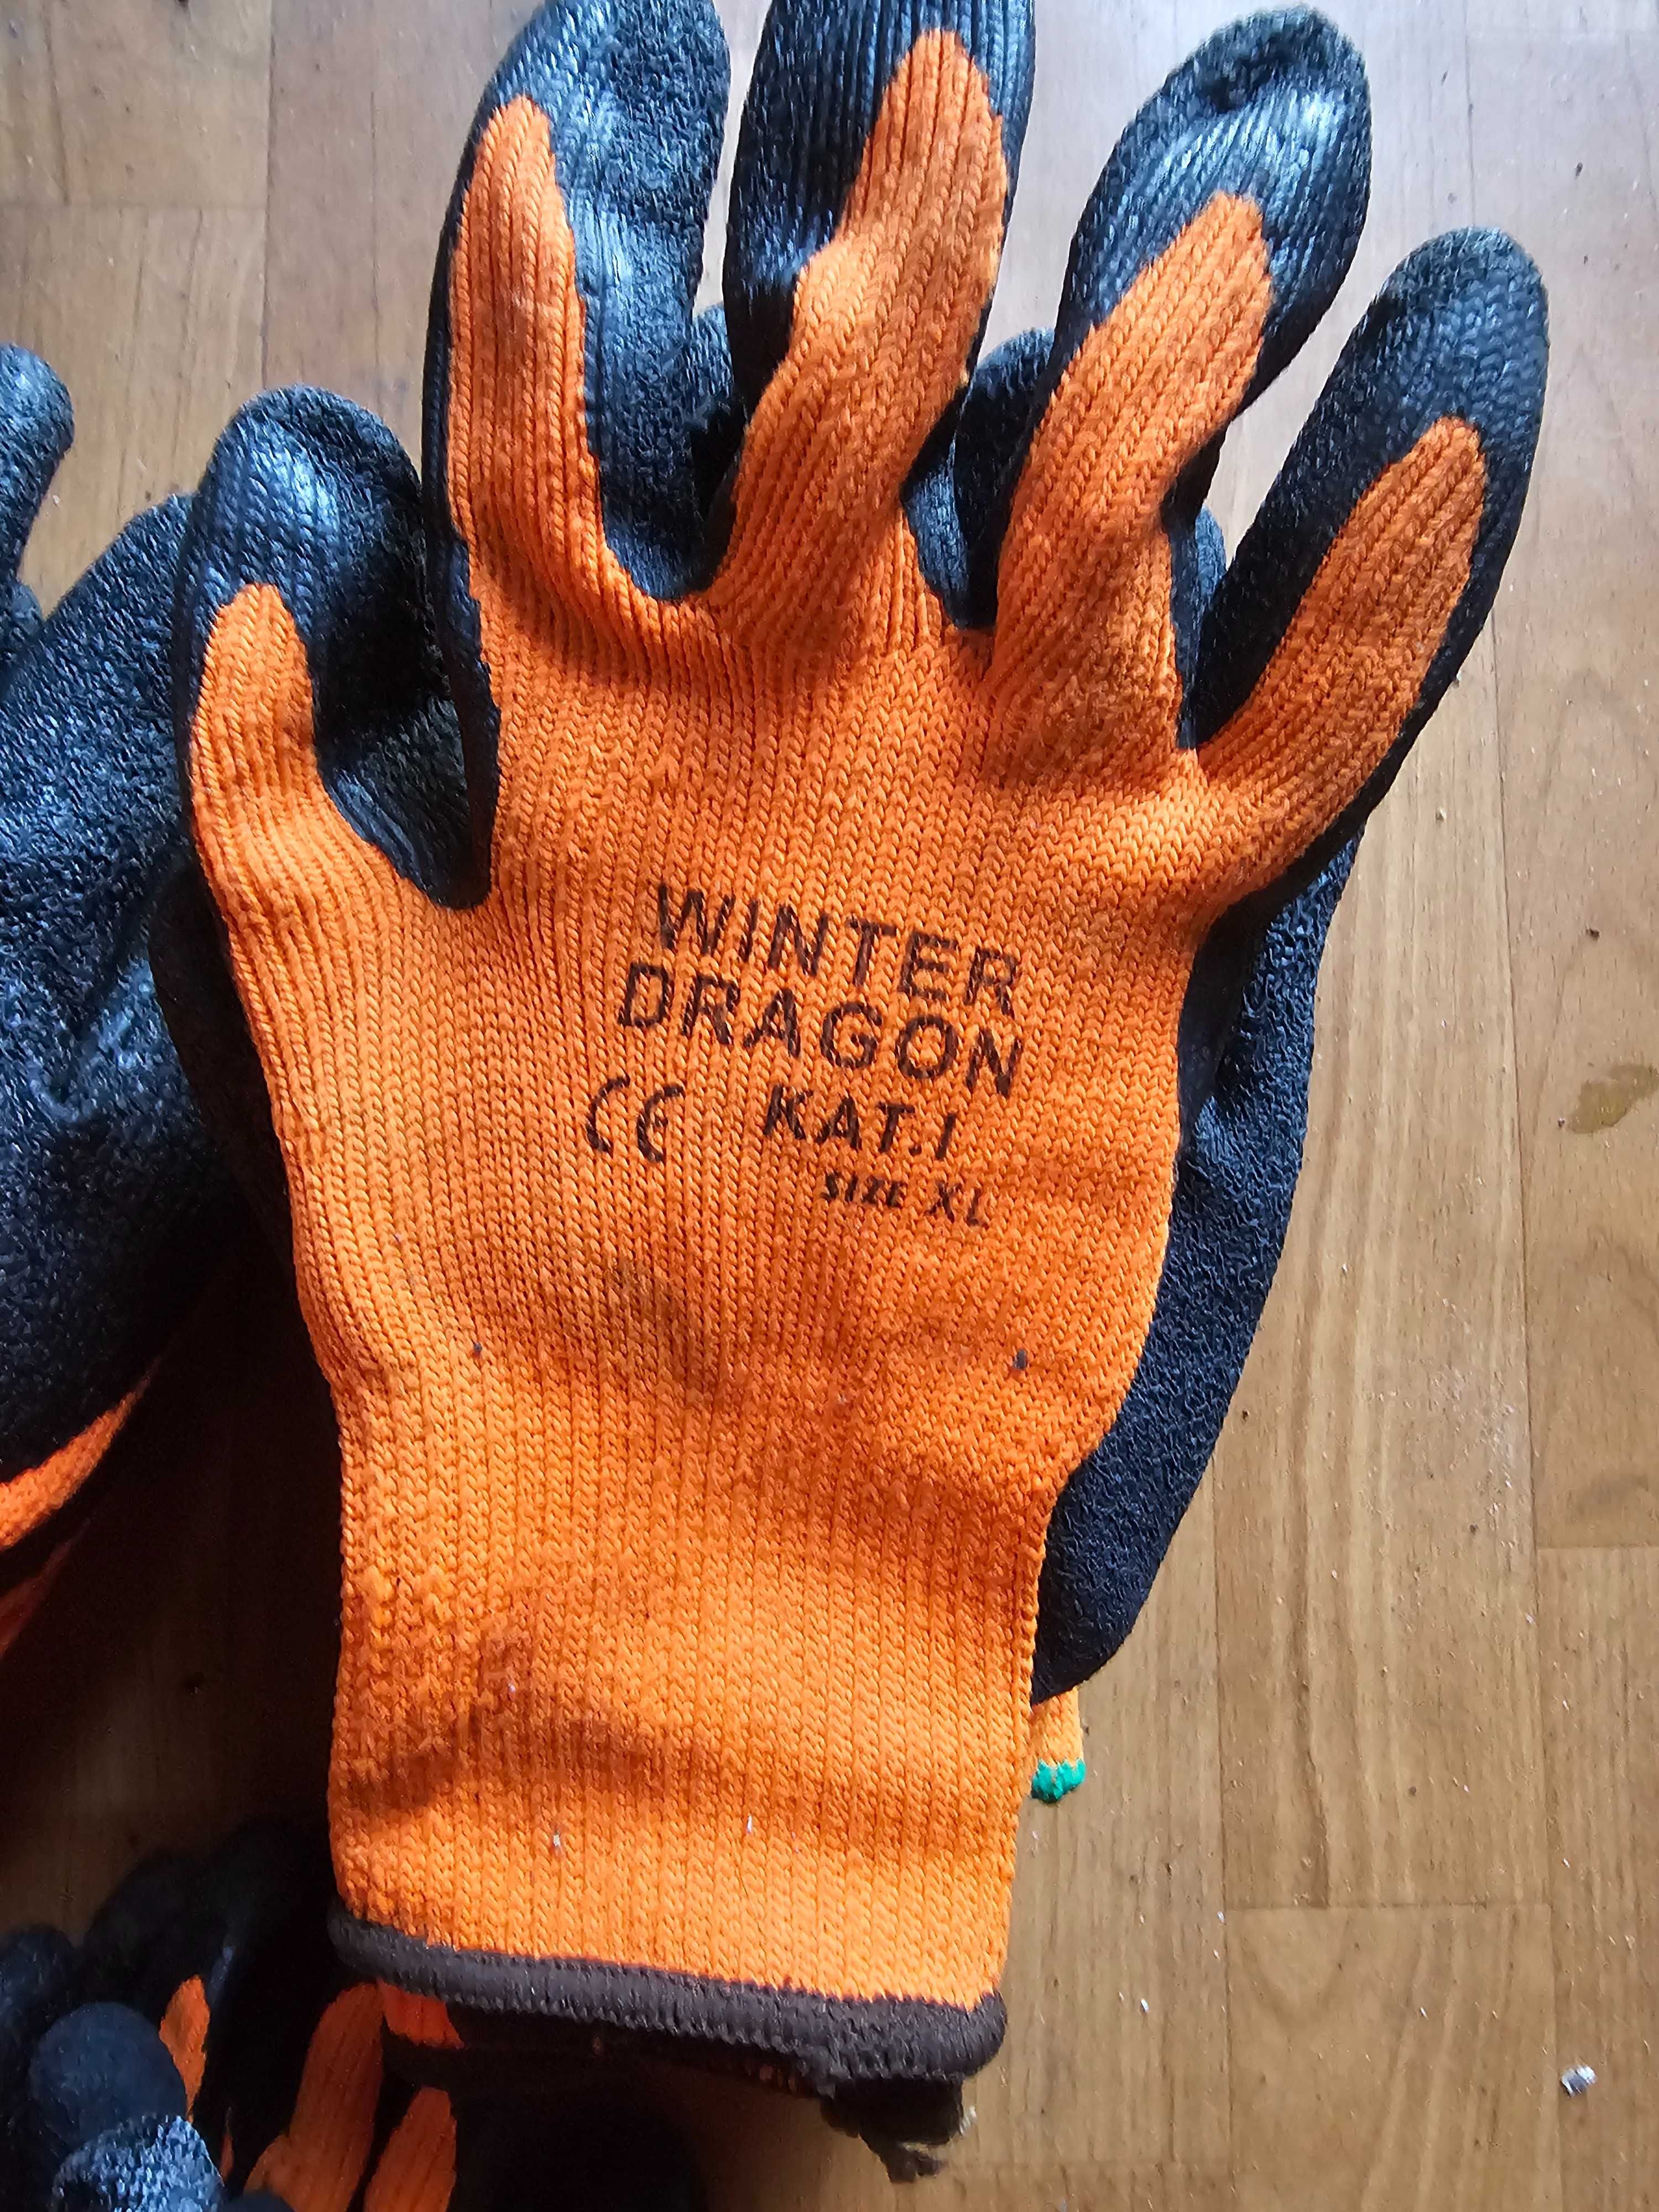 WINTER
DRAGON
CE KAT.I
SIZE XL